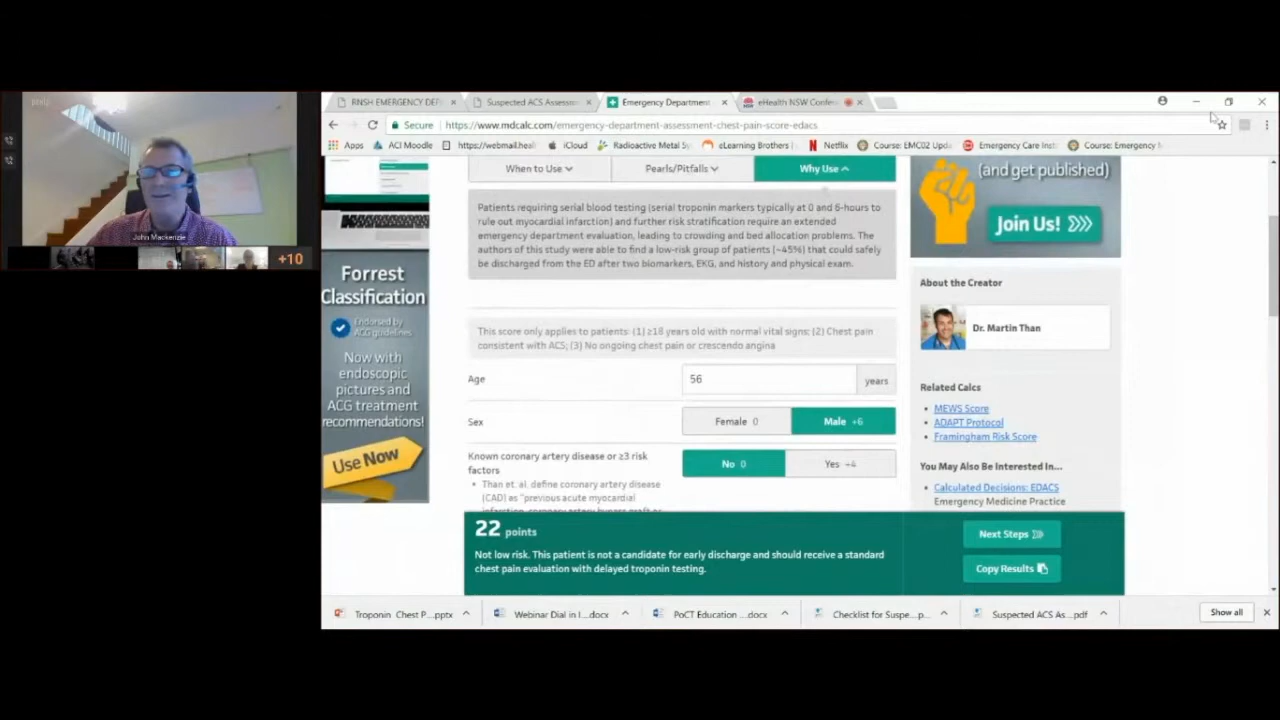 John Mackenzie
+10
RNSH EMERGENCY DEP
Suspected ACS Assessm
Emergency Department
eHealth NSW Confe
Secure
https://www.mdcalc.com/emergency-department-assessment-chest-pain-score-edacs
Apps
ACI Moodle
https://webmail.heal
iCloud
Radioactive Metal Sy
eLearning Brothers |
Netflix
Course: EMC02 Upda
Emergency Care Inst
Course: Emergency M
When to Use
Pearls/Pitfalls
Why Use
Patients requiring serial blood testing (serial troponin markers typically at 0 and 6-hours to
rule out myocardial infarction) and further risk stratification require an extended
emergency department evaluation, leading to crowding and bed allocation problems. The
authors of this study were able to find a low-risk group of patients (~45%) that could safely
be discharged from the ED after two biomarkers, EKG, and history and physical exam.
This score only applies to patients: (1) ≥18 years old with normal vital signs; (2) Chest pain
consistent with ACS; (3) No ongoing chest pain or crescendo angina
Age
56
years
Sex
Female 0
Male +6
Known coronary artery disease or ≥3 risk
factors
No 0
Yes +4
• Than et. al. define coronary artery disease
(CAD) as "previous acute myocardial
infarction, coronary artery bypass graft or
22 points
Not low risk. This patient is not a candidate for early discharge and should receive a standard
chest pain evaluation with delayed troponin testing.
Next Steps
Copy Results
Forrest
Classification
Endorsed by
ACG guidelines
Now with
endoscopic
pictures and
ACG treatment
recommendations!
Use Now
(and get published)
Join Us!
About the Creator
Dr. Martin Than
Related Calcs
• MEWS Score
• ADAPT Protocol
• Framingham Risk Score
You May Also Be Interested In...
• Calculated Decisions: EDACS
Emergency Medicine Practice
Troponin Chest P....pptx
Webinar Dial in I....docx
PoCT Education ....docx
Checklist for Suspe....p...
Suspected ACS As....pdf
Show all